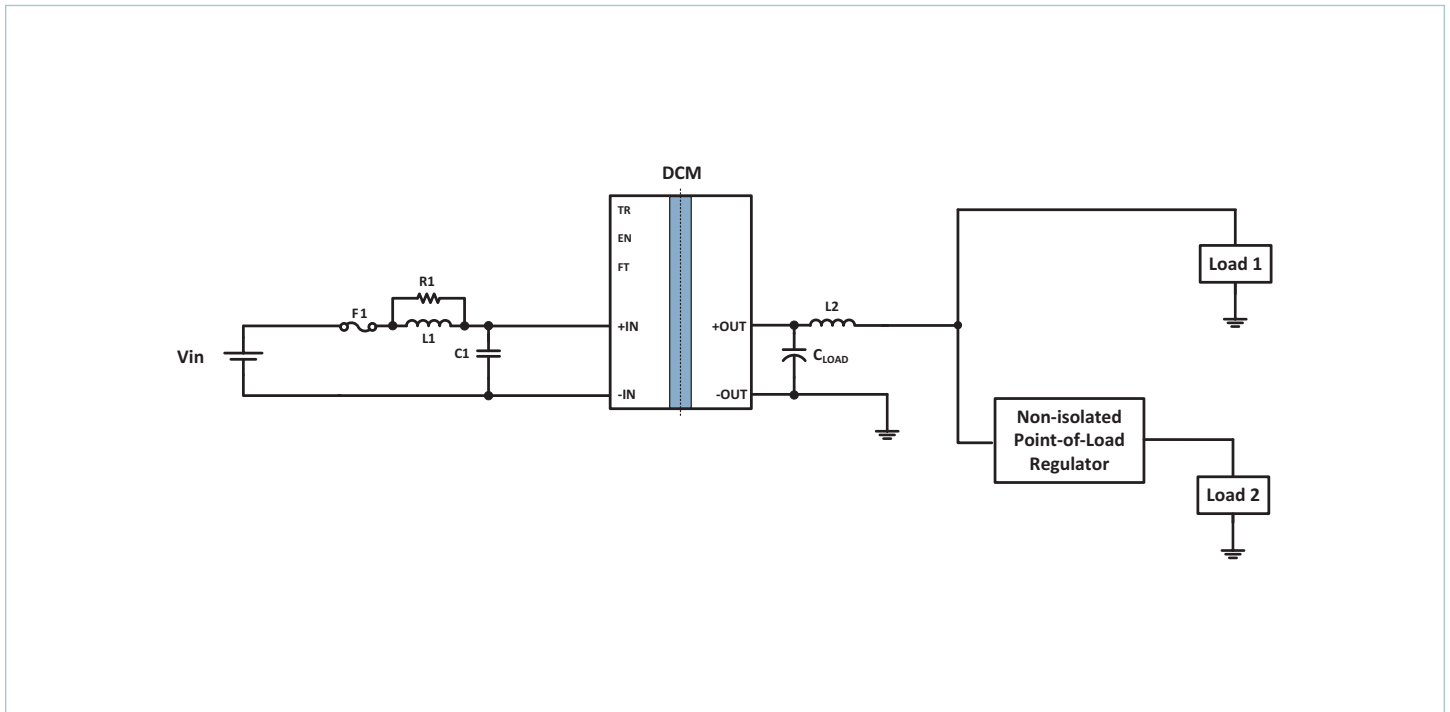 DCM
TR
EN
FT
+IN
-IN
+OUT
-OUT
Vin
F1
R1
L1
C1
L2
CLOAD
Load 1
Non-isolated
Point-of-Load
Regulator
Load 2